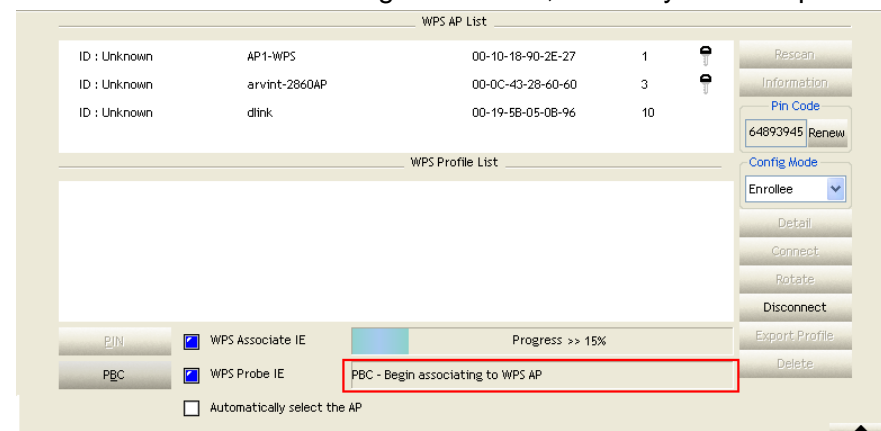 WPS AP List
ID : Unknown AP1-WPS 00-10-18-90-2E-27 1
ID : Unknown arvint-2860AP 00-0C-43-28-60-60 3
ID : Unknown dlink 00-19-5B-05-0B-96 10
Rescan
Information
Pin Code
64893945 Renew
WPS Profile List
Config Mode
Enrollee
Detail
Connect
Rotate
Disconnect
Export Profile
Delete
PIN WPS Associate IE Progress >> 15%
PBC WPS Probe IE PBC - Begin associating to WPS AP
Automatically select the AP